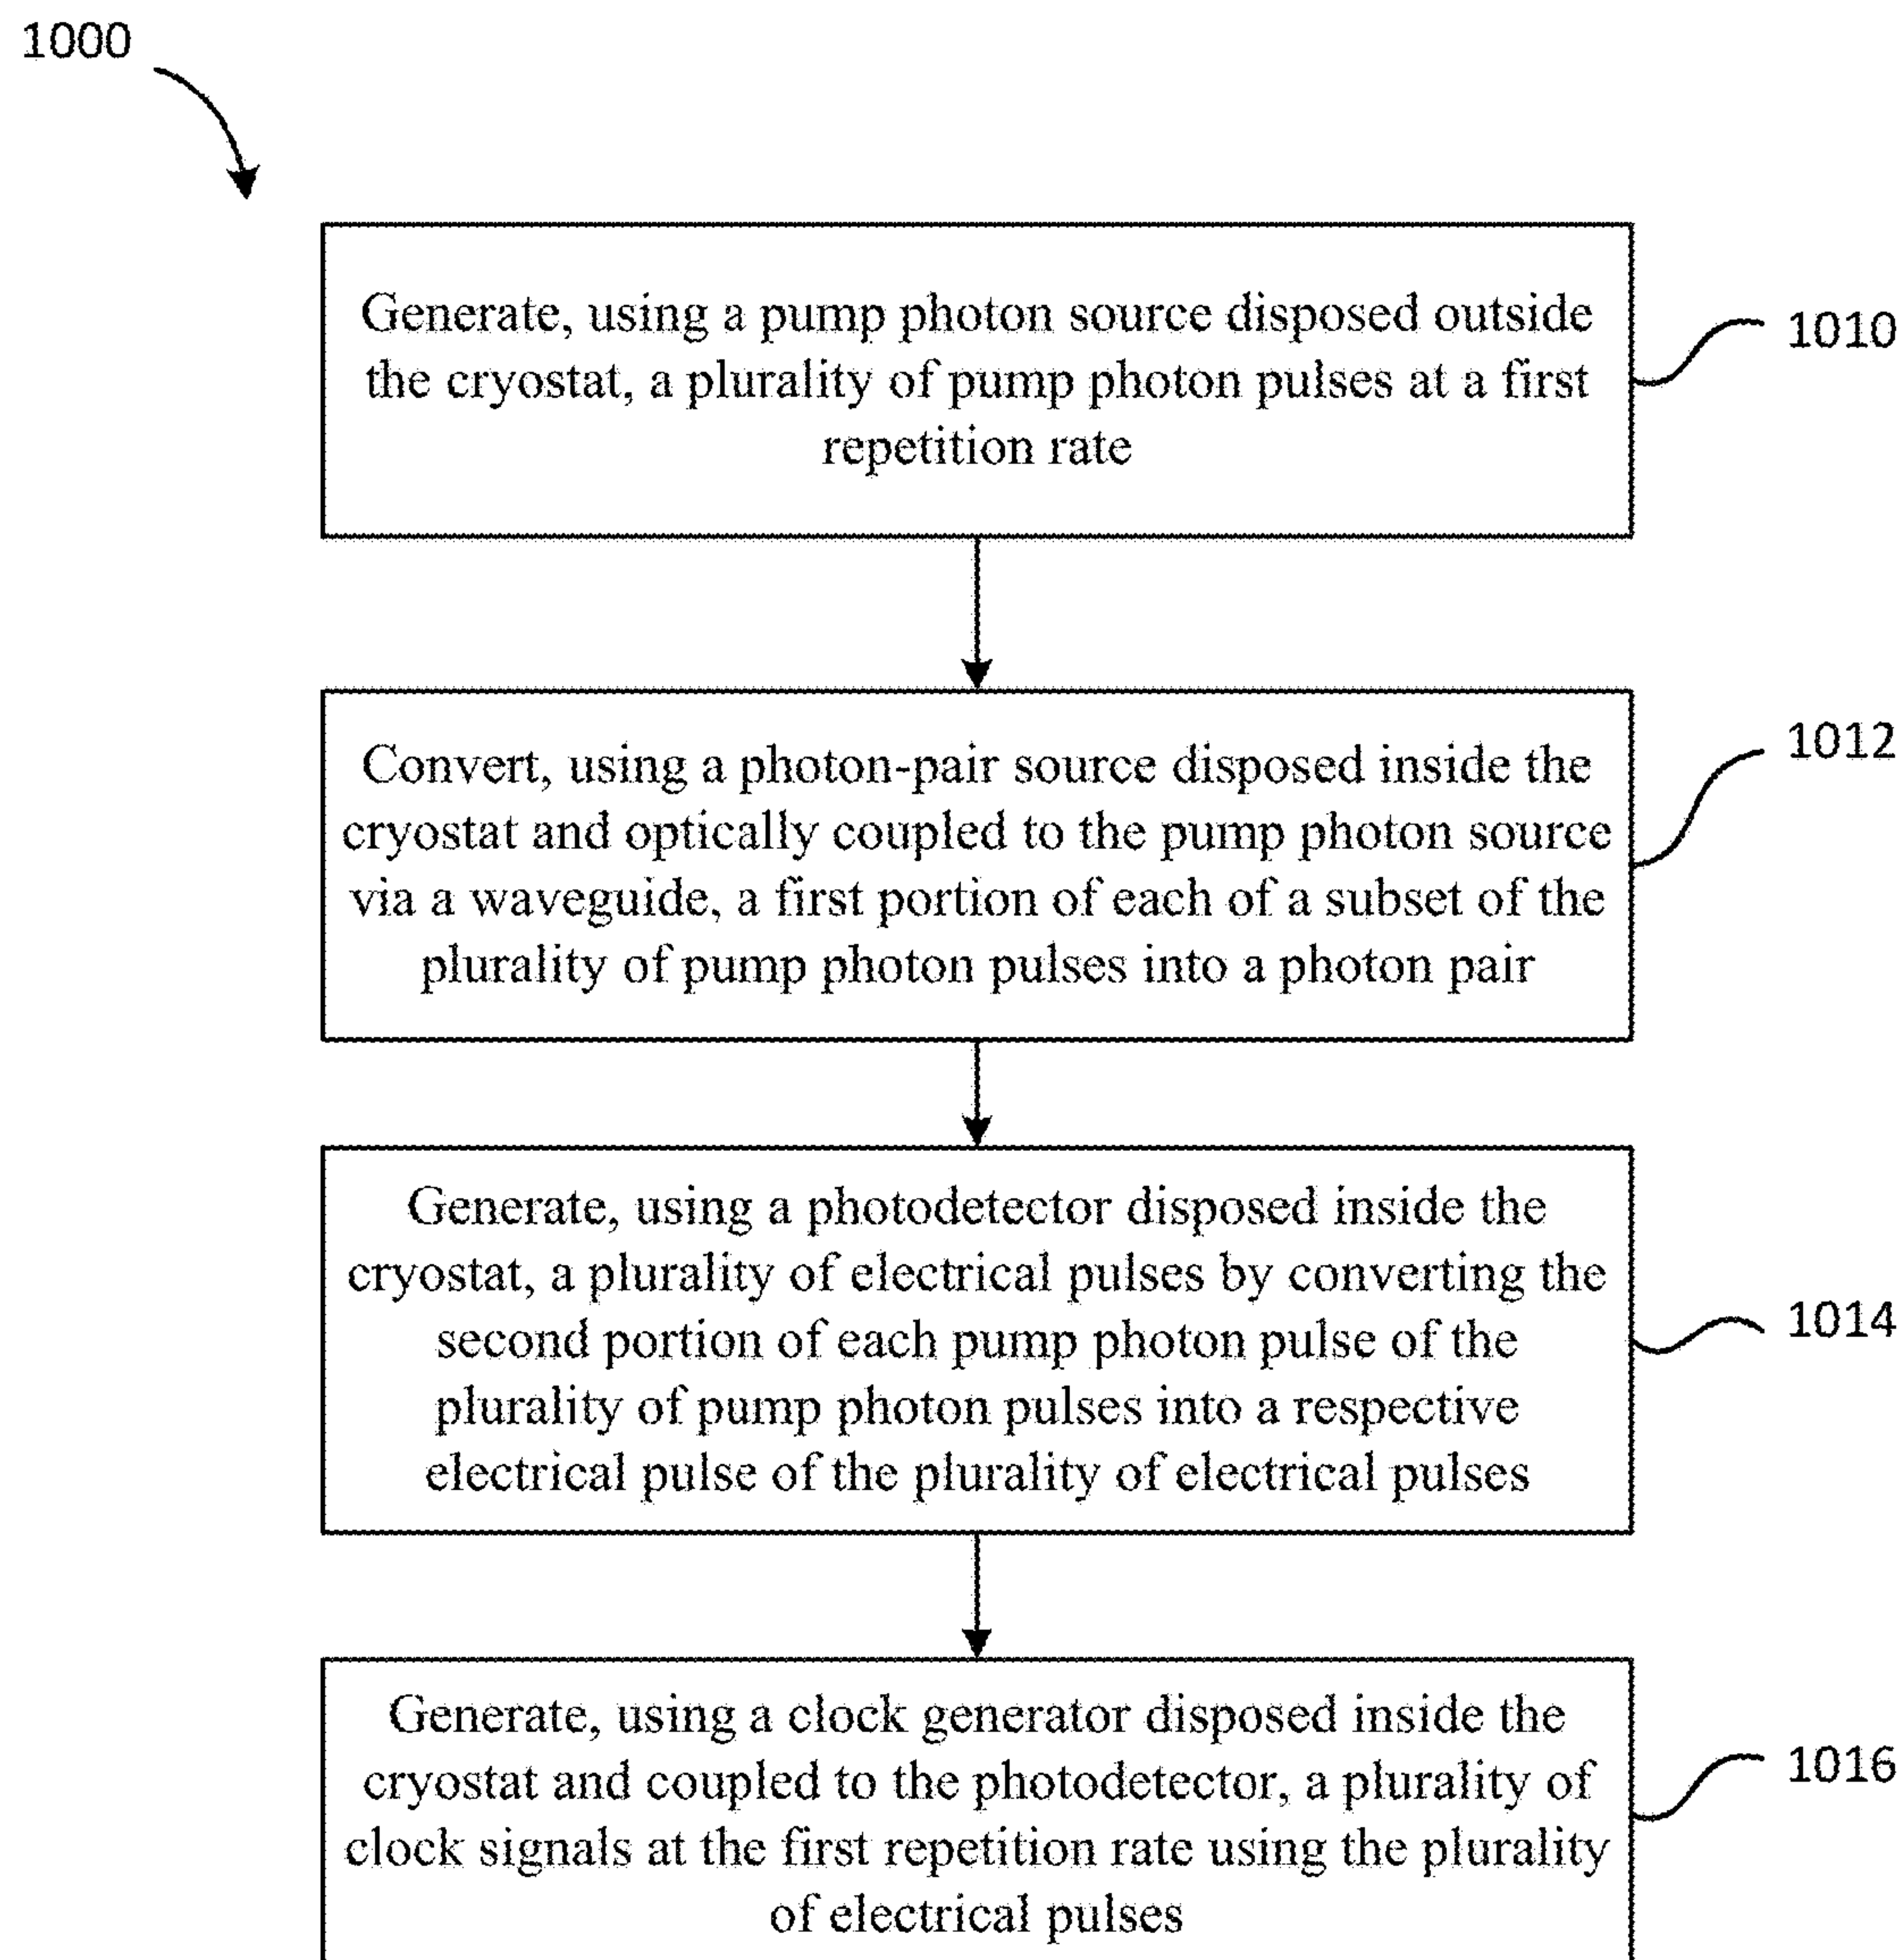 1000
Generate, using a pump photon source disposed outside
the cryostat, a plurality of pump photon pulses at a first
repetition rate
1010
Convert, using a photon-pair source disposed inside the
cryostat and optically coupled to the pump photon source
via a waveguide, a first portion of each of a subset of the
plurality of pump photon pulses into a photon pair
1012
Generate, using a photodetector disposed inside the
cryostat, a plurality of electrical pulses by converting the
second portion of each pump photon pulse of the
plurality of pump photon pulses into a respective
electrical pulse of the plurality of electrical pulses
1014
Generate, using a clock generator disposed inside the
cryostat and coupled to the photodetector, a plurality of
clock signals at the first repetition rate using the plurality
of electrical pulses
1016